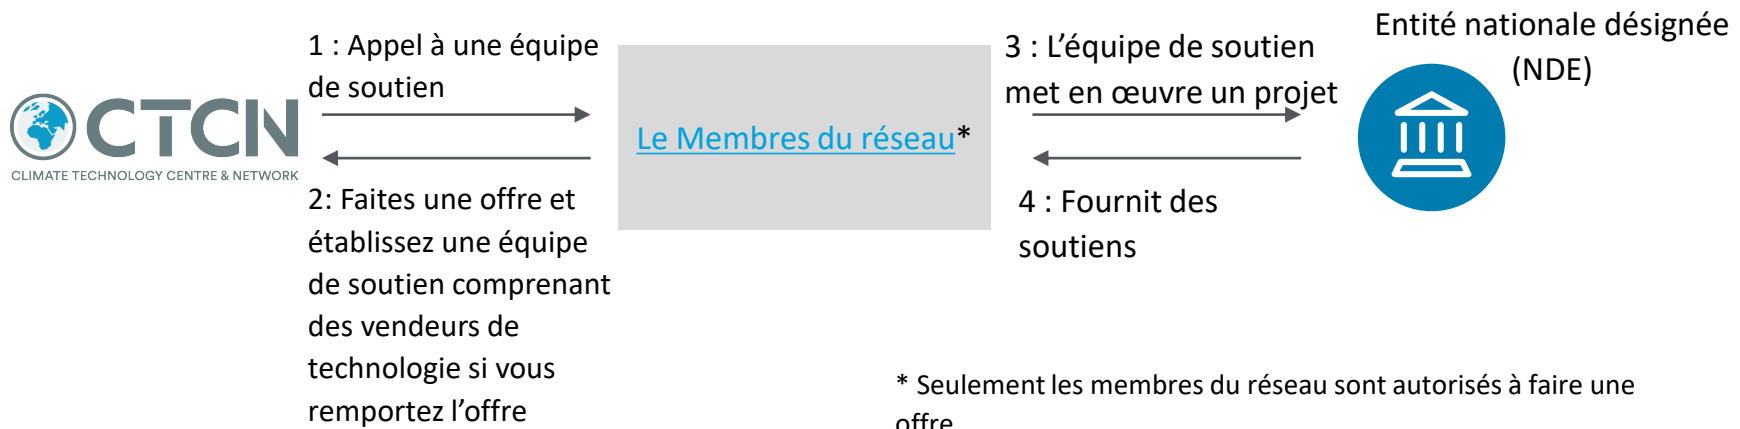 CTCN
CLIMATE TECHNOLOGY CENTRE & NETWORK
1 : Appel à une équipe
de soutien
2: Faites une offre et
établissez une équipe
de soutien comprenant
des vendeurs de
technologie si vous
remportez l’offre
Le Membres du réseau*
3 : L’équipe de soutien
met en œuvre un projet
4 : Fournit des
soutiens
Entité nationale désignée
(NDE)
* Seulement les membres du réseau sont autorisés à faire une
offre